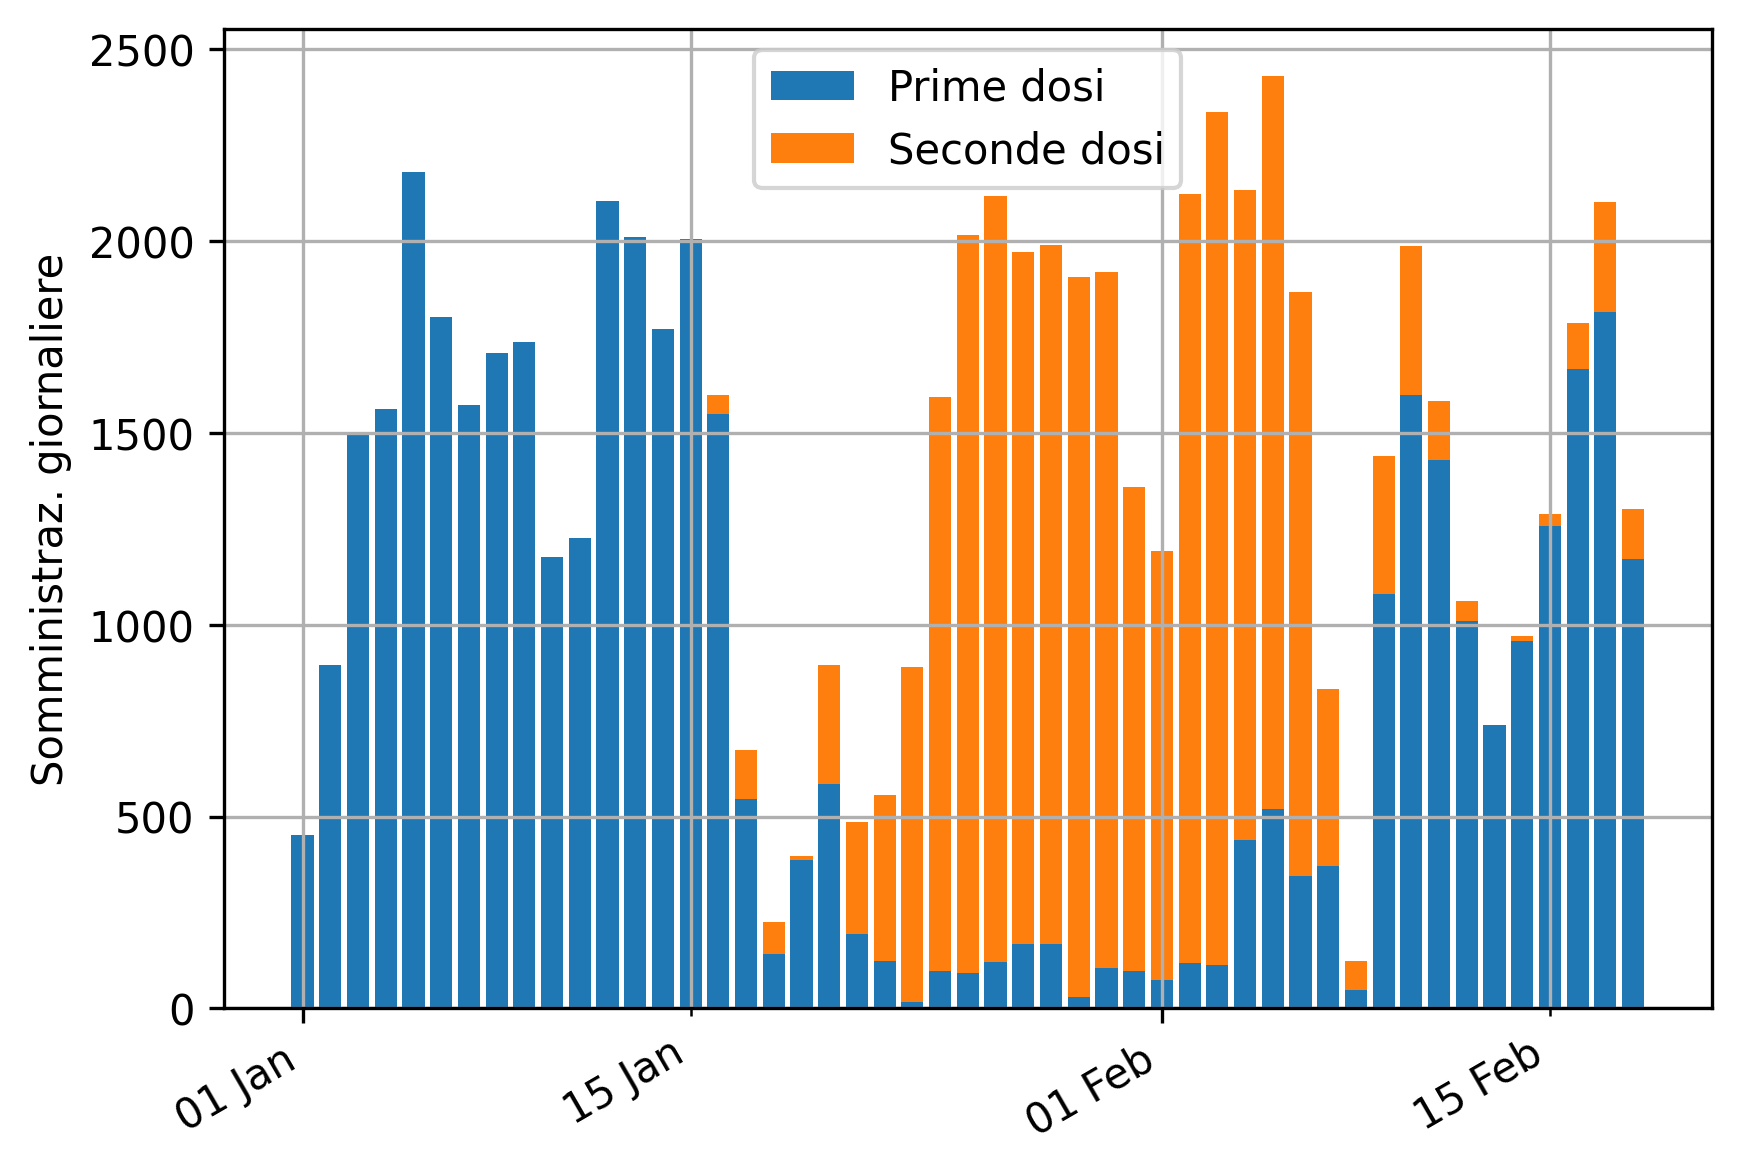 2500
2000
1500
1000
500
0
Somministraz. giornaliere
Prime dosi
Seconde dosi
01 Jan
15 Jan
01 Feb
15 Feb